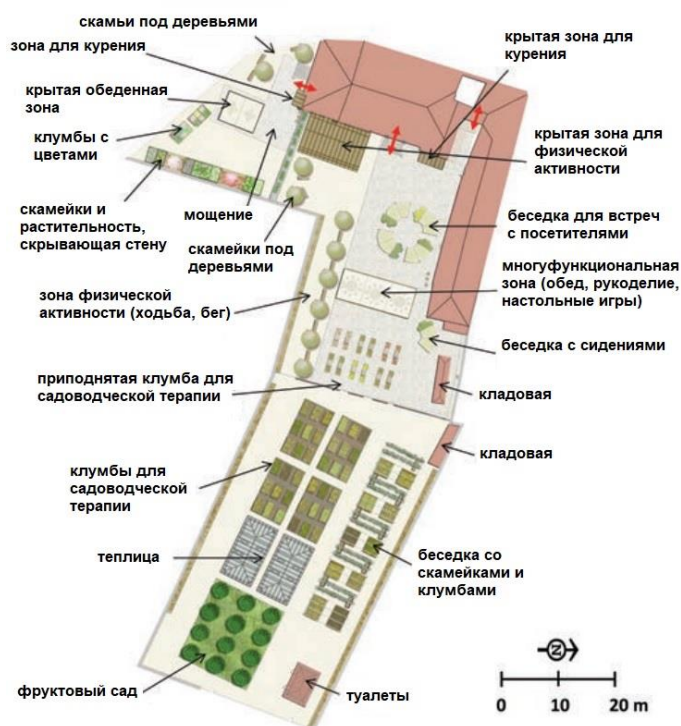 скамьи под деревьями
зона для курения
крытая обеденная
зона
клумбы с
цветами
скамейки и
растительность,
скрывающая стену
мощение
скамейки под
деревьями
зона физической
активности (ходьба, бег)
приподнятая клумба для
садоводческой терапии
клумбы для
садоводческой
терапии
теплица
фруктовый сад
крытая зона для
курения
крытая зона для
физической
активности
беседка для встреч
с посетителями
многуфункциональная
зона (обед, рукоделие,
настольные игры)
беседка с сидениями
кладовая
кладовая
беседка со
скамейками и
клумбами
туалеты
N
0 10 20 m